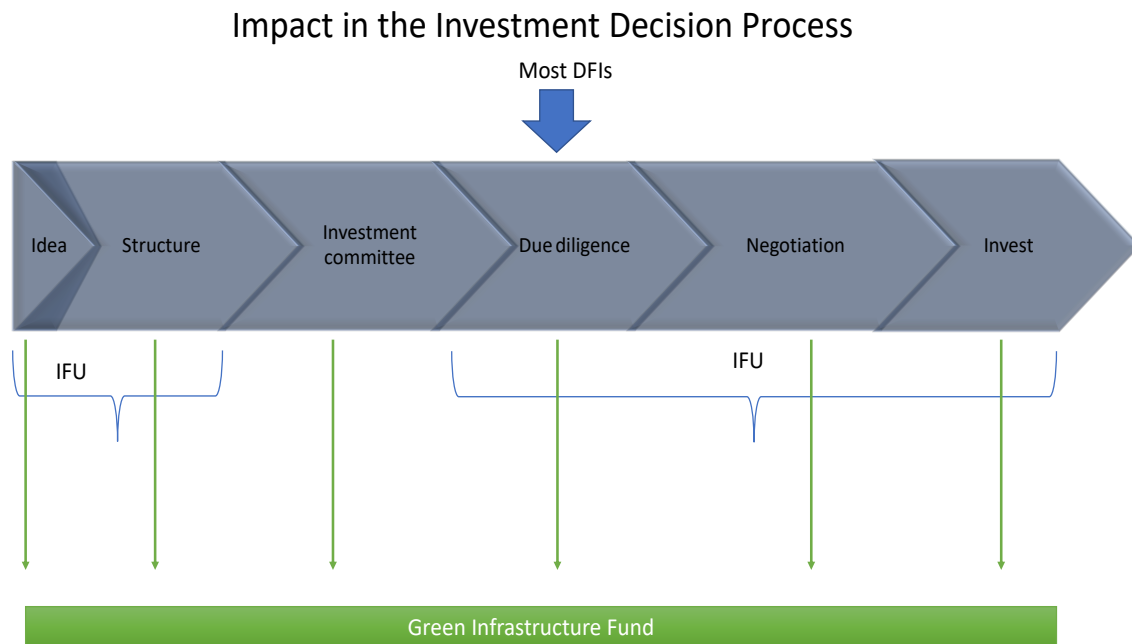 Impact in the Investment Decision Process
Most DFIs
Idea
Structure
Investment
committee
Due diligence
Negotiation
Invest
IFU
IFU
Green Infrastructure Fund